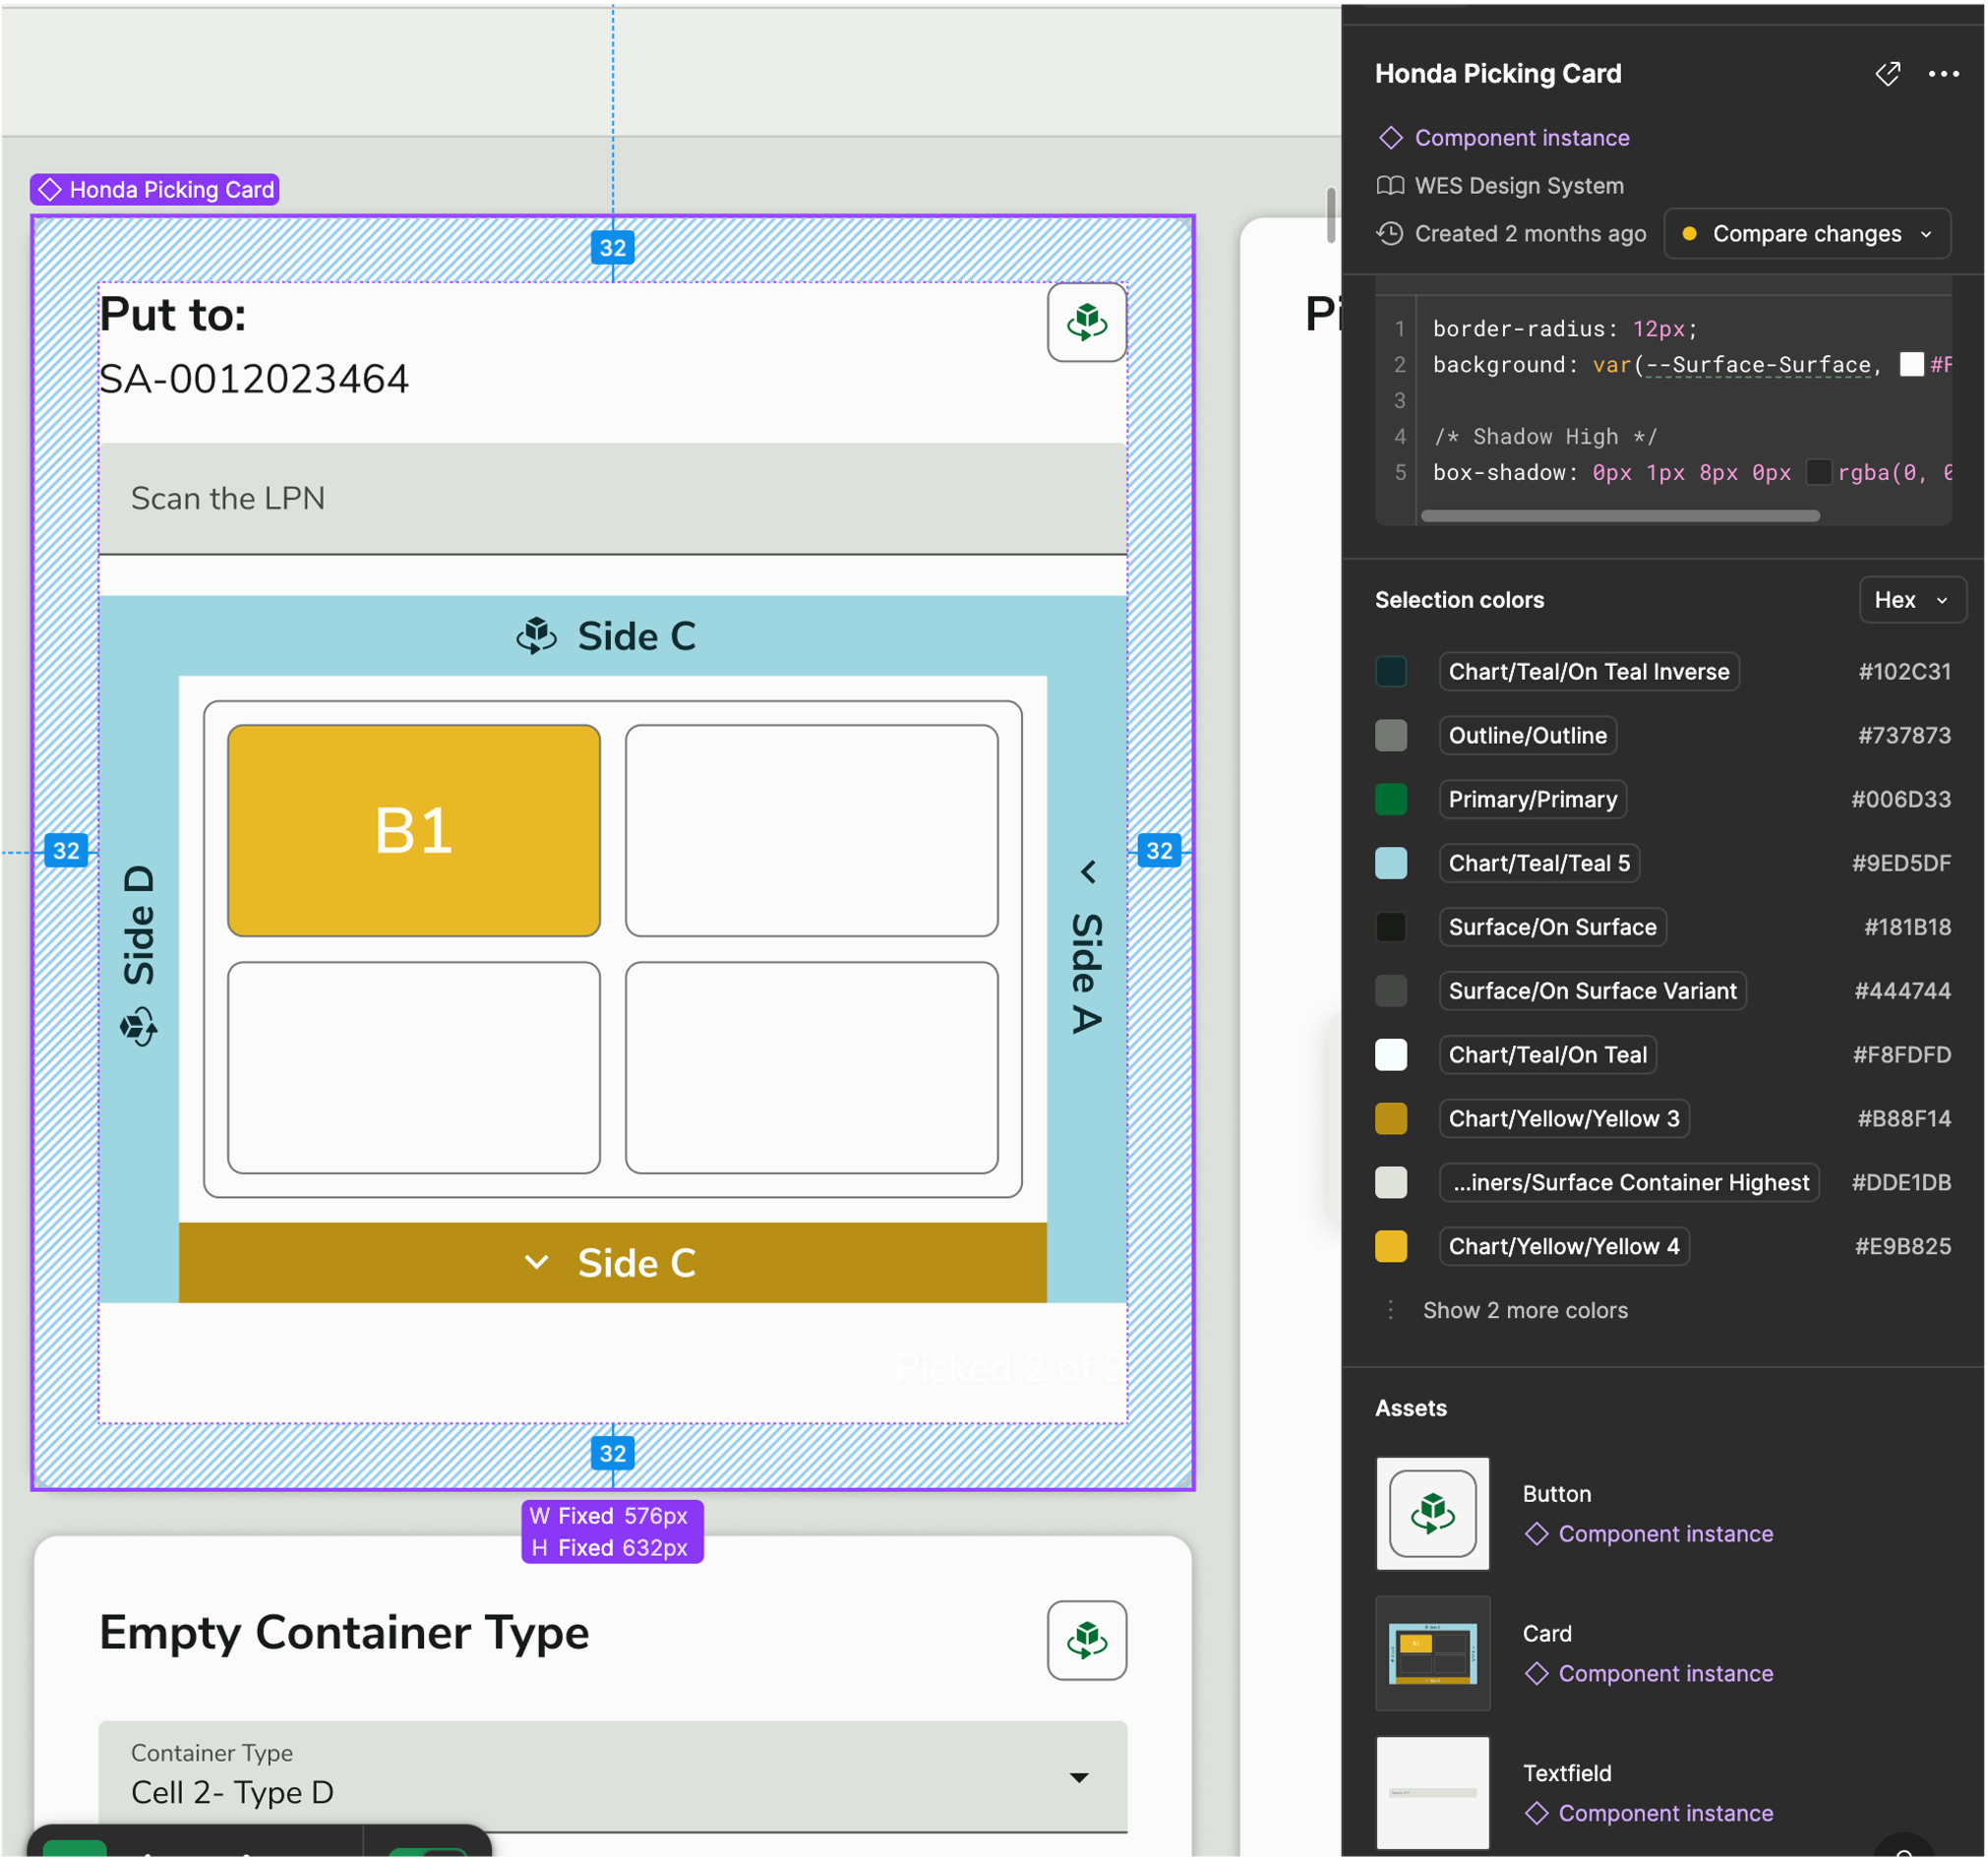 Honda Picking Card
32
Put to:
SA-0012023464
Scan the LPN
Side C
B1
32
32
Side D
Side A
Side C
Picked 2 of 3
32
W Fixed 576px
H Fixed 632px
Empty Container Type
Container Type
Cell 2- Type D
Pi
Honda Picking Card
Component instance
WES Design System
Created 2 months ago
Compare changes
1 border-radius: 12px;
2 background: var(--Surface-Surface, #F
3
4 /* Shadow High */
5 box-shadow: 0px 1px 8px 0px rgba(0, 0
Selection colors
Hex
Chart/Teal/On Teal Inverse #102C31
Outline/Outline #737873
Primary/Primary #006D33
Chart/Teal/Teal 5 #9ED5DF
Surface/On Surface #181B18
Surface/On Surface Variant #444744
Chart/Teal/On Teal #F8FDFD
Chart/Yellow/Yellow 3 #B88F14
...iners/Surface Container Highest #DDE1DB
Chart/Yellow/Yellow 4 #E9B825
Show 2 more colors
Assets
Button
Component instance
Card
Component instance
Textfield
Component instance